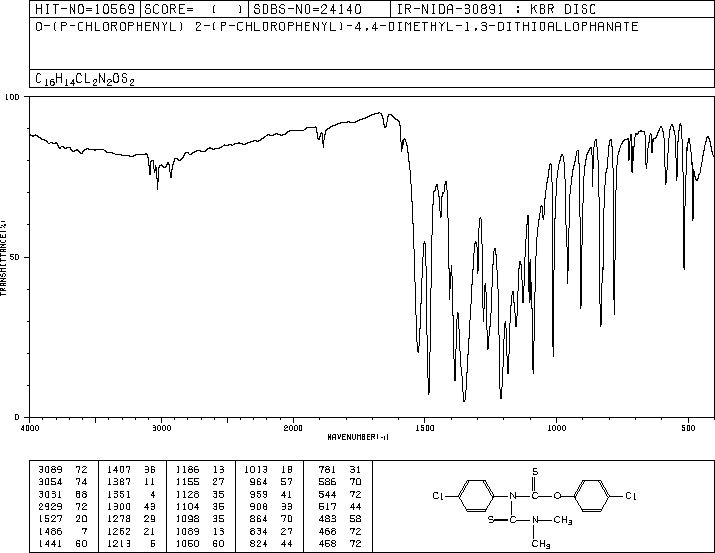 HIT-NO=10569 SCORE= ( ) SDBS-NO=24140 IR-NIDA-30891 : KBR DISC
O-(P-CHLOROPHENYL) 2-(P-CHLOROPHENYL)-4,4-DIMETHYL-1,3-DITHIOALLOPHANATE
C16H14CL2N2OS2
100
TRANSMITTANCE(%)
50
0
4000 3000 2000 1500 1000 500
WAVENUMBER(-1)
3089 72 1407 36 1186 13 1013 18 781 31
3054 74 1387 11 1155 27 964 57 586 70
3031 68 1351 4 1128 35 959 41 544 72
2929 72 1300 43 1104 35 908 33 517 44
1527 20 1278 29 1098 35 864 70 483 58
1486 7 1262 21 1089 13 834 27 468 72
1441 60 1213 5 1050 60 824 44 458 72
S
Cl N O Cl
S N CH3
CH3